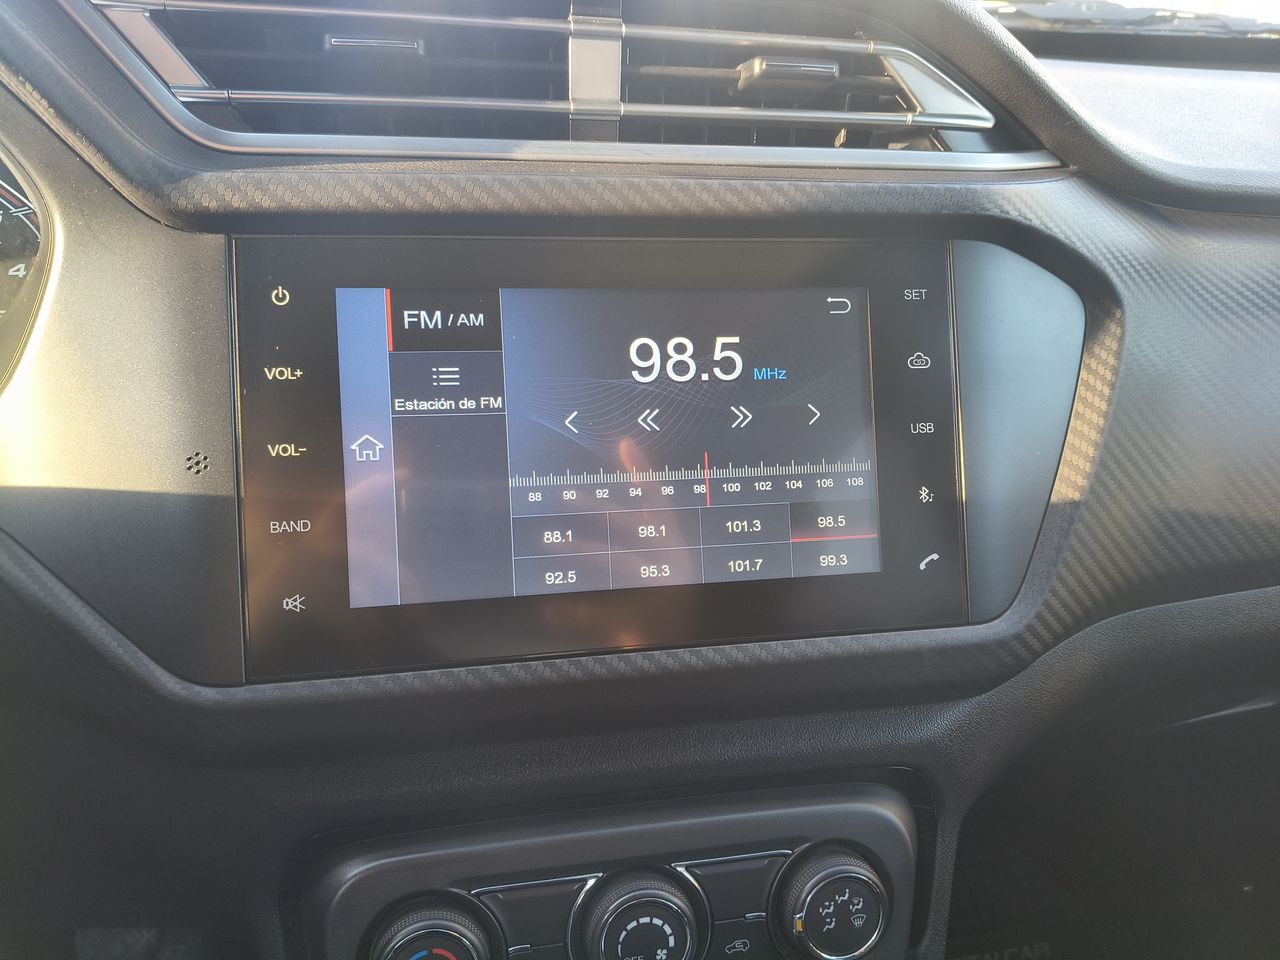 4
VOL+
VOL-
BAND
FM / AM
Estación de FM
98.5 MHz
88 90 92 94 96 98 100 102 104 106 108
88.1 98.1 101.3 98.5
92.5 95.3 101.7 99.3
SET
USB
OFF